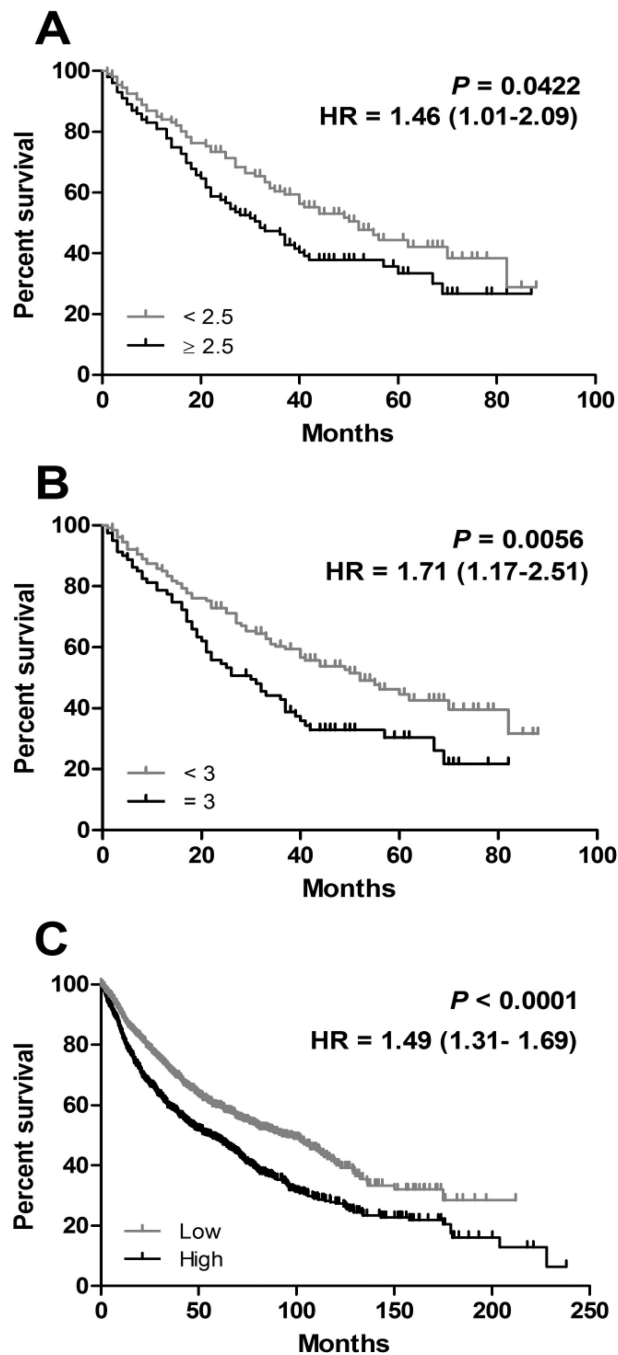 A
P = 0.0422
HR = 1.46 (1.01-2.09)
100
80
60
40
20
0
Percent survival
< 2.5
≥ 2.5
0 20 40 60 80 100
Months
B
P = 0.0056
HR = 1.71 (1.17-2.51)
100
80
60
40
20
0
Percent survival
< 3
= 3
0 20 40 60 80 100
Months
C
P < 0.0001
HR = 1.49 (1.31- 1.69)
100
80
60
40
20
0
Percent survival
Low
High
0 50 100 150 200 250
Months